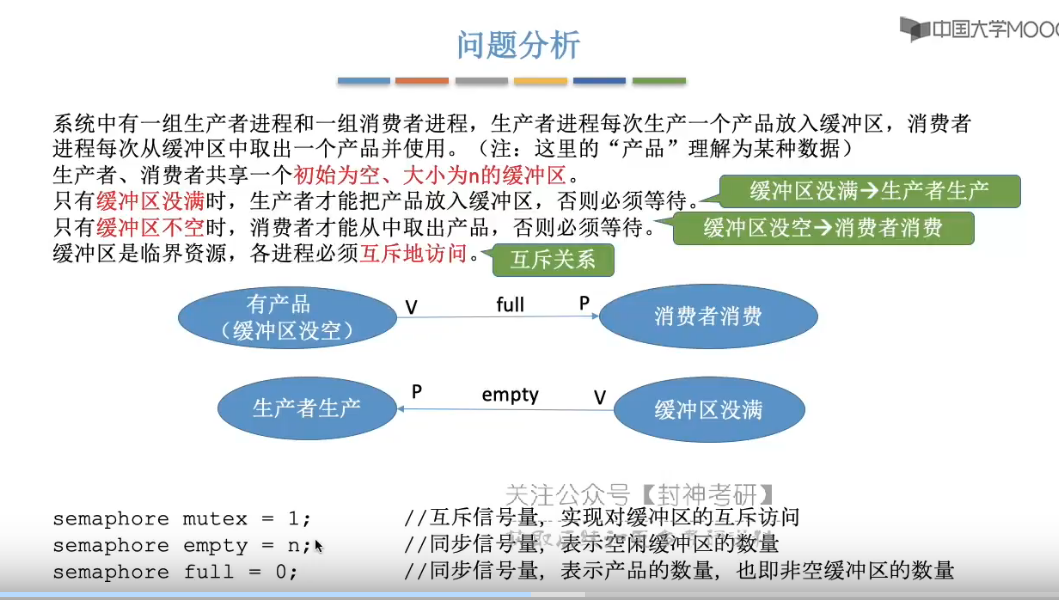 中国大学MOOC
问题分析
系统中有一组生产者进程和一组消费者进程，生产者进程每次生产一个产品放入缓冲区，消费者
进程每次从缓冲区中取出一个产品并使用。（注：这里的“产品”理解为某种数据）
生产者、消费者共享一个初始为空、大小为n的缓冲区。
只有缓冲区没满时，生产者才能把产品放入缓冲区，否则必须等待。
缓冲区没满→生产者生产
只有缓冲区不空时，消费者才能从中取出产品，否则必须等待。
缓冲区没空→消费者消费
缓冲区是临界资源，各进程必须互斥地访问。
互斥关系
有产品
（缓冲区没空）
V full P
消费者消费
生产者生产
P empty V
缓冲区没满
关注公众号【封神考研】
semaphore mutex = 1; //互斥信号量，实现对缓冲区的互斥访问
semaphore empty = n; //同步信号量，表示空闲缓冲区的数量
semaphore full = 0; //同步信号量，表示产品的数量，也即非空缓冲区的数量